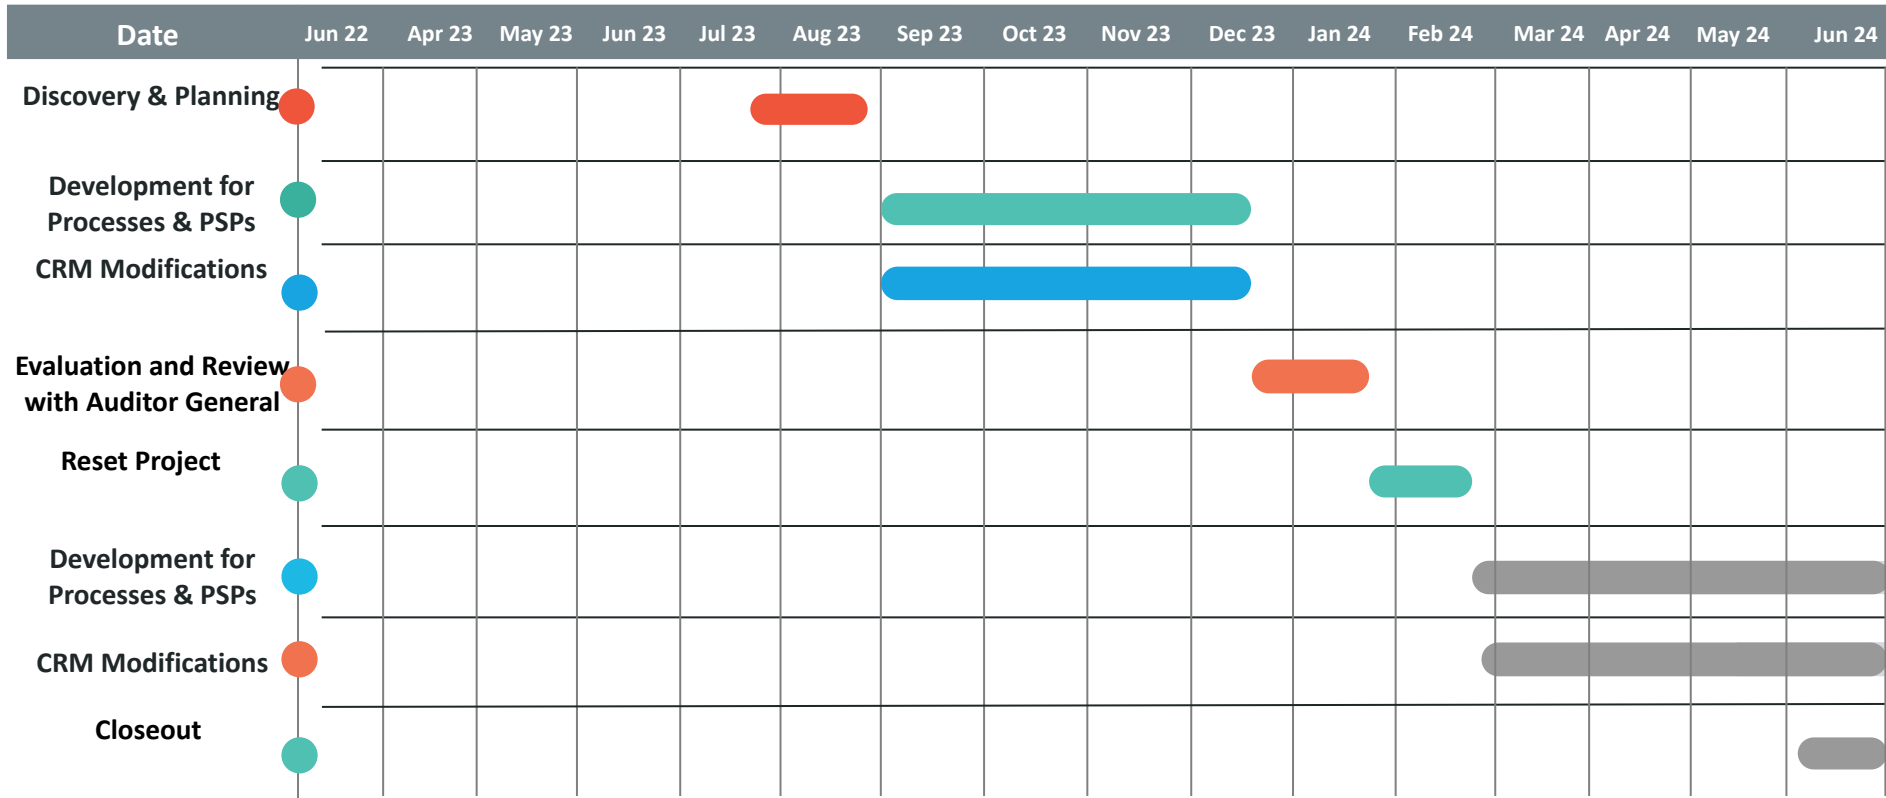 Date Jun 22 Apr 23 May 23 Jun 23 Jul 23 Aug 23 Sep 23 Oct 23 Nov 23 Dec 23 Jan 24 Feb 24 Mar 24 Apr 24 May 24 Jun 24
Discovery & Planning
Development for
Processes & PSPs
CRM Modifications
Evaluation and Review
with Auditor General
Reset Project
Development for
Processes & PSPs
CRM Modifications
Closeout